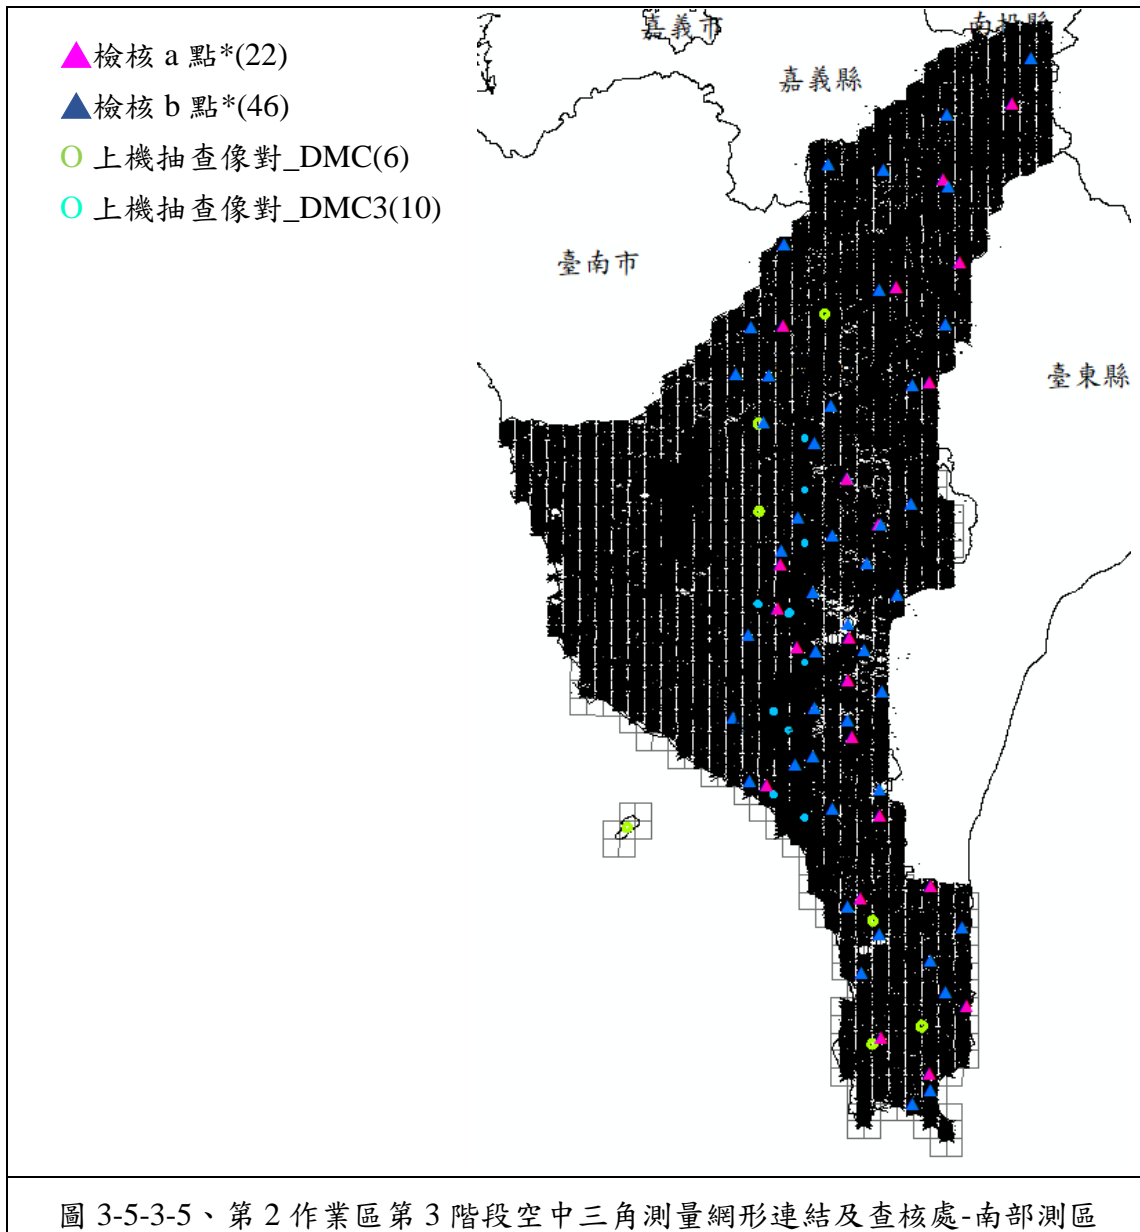 嘉義市
南投縣
▲檢核 a 點*(22)
嘉義縣
▲檢核 b 點*(46)
O 上機抽查像對_DMC(6)
O 上機抽查像對_DMC3(10)
臺南市
臺東縣
圖 3-5-3-5、第 2 作業區第 3 階段空中三角測量網形連結及查核處-南部測區